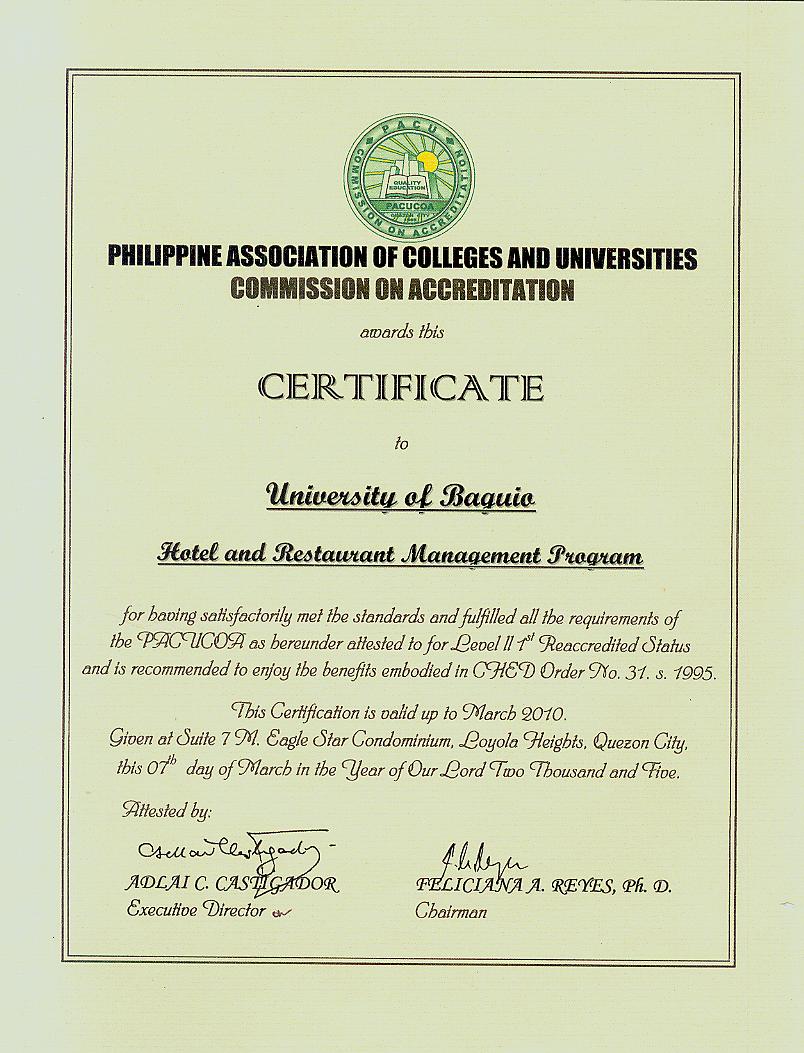 PACU
COMMISSION ON ACCREDITATION
QUALITY
EDUCATION
PACUCOA
QUEZON CITY
PHILIPPINE ASSOCIATION OF COLLEGES AND UNIVERSITIES
COMMISSION ON ACCREDITATION
awards this
CERTIFICATE
to
University of Baguio
Hotel and Restaurant Management Program
for having satisfactorily met the standards and fulfilled all the requirements of
the PACUCOA as hereunder attested to for Level II 1st Reaccredited Status
and is recommended to enjoy the benefits embodied in CHED Order No. 31. s. 1995.
This Certification is valid up to March 2010.
Given at Suite 7 M. Eagle Star Condominium, Loyola Heights, Quezon City,
this 07th day of March in the Year of Our Lord Two Thousand and Five.
Attested by:
ADLAI C. CASTIGADOR FELICIANA A. REYES, Ph. D.
Executive Director Chairman